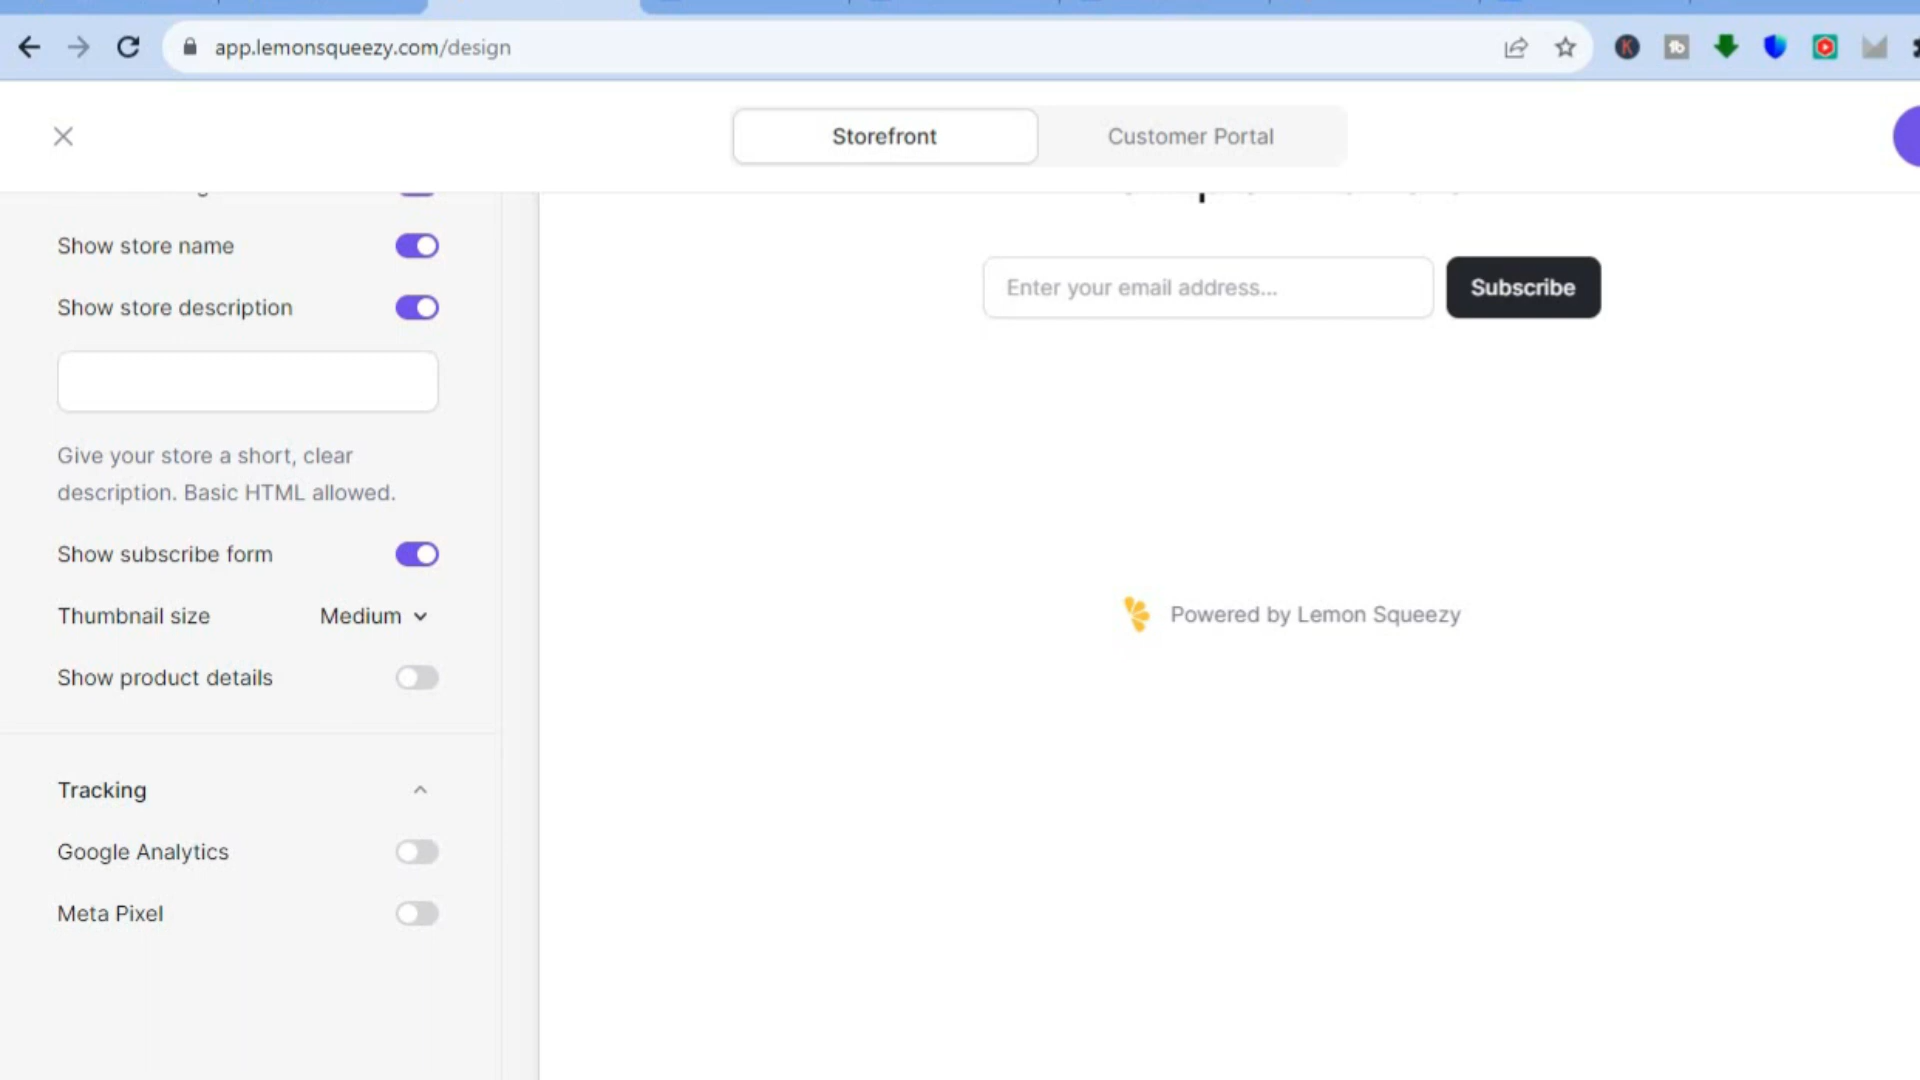 app.lemonsqueezy.com/design
Storefront
Customer Portal
Show store name
Enter your email address...
Subscribe
Show store description
Give your store a short, clear
description. Basic HTML allowed.
Show subscribe form
Thumbnail size
Medium
Powered by Lemon Squeezy
Show product details
Tracking
Google Analytics
Meta Pixel